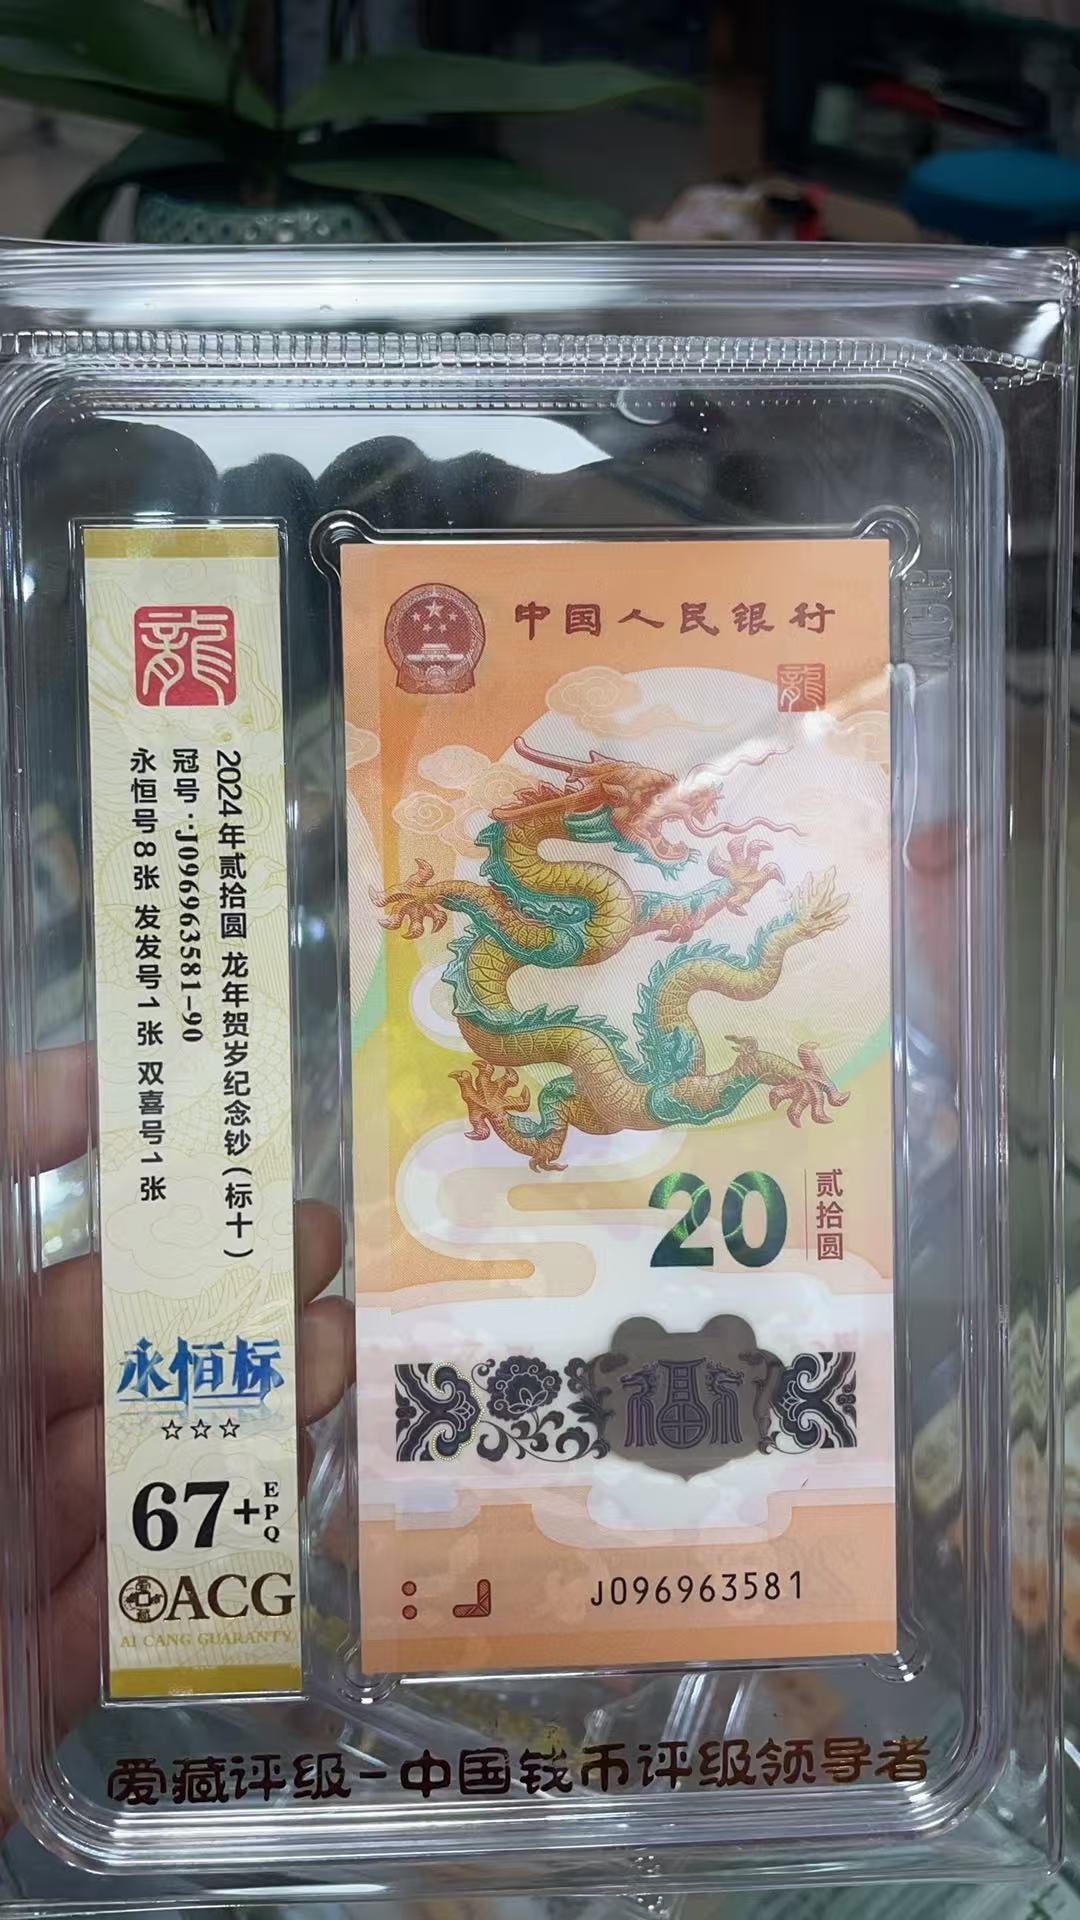 龍
2024年贰拾圆 龙年贺岁纪念钞（标十）
冠号·J096963581-90
永恒号8张 发发号1张 双喜号1张
永恒标
☆☆☆
67+EPQ
ACG
AI CANG GUARANTY
中国人民银行
龍
20
贰拾圆
福
J096963581
爱藏评级-中国钱币评级领导者